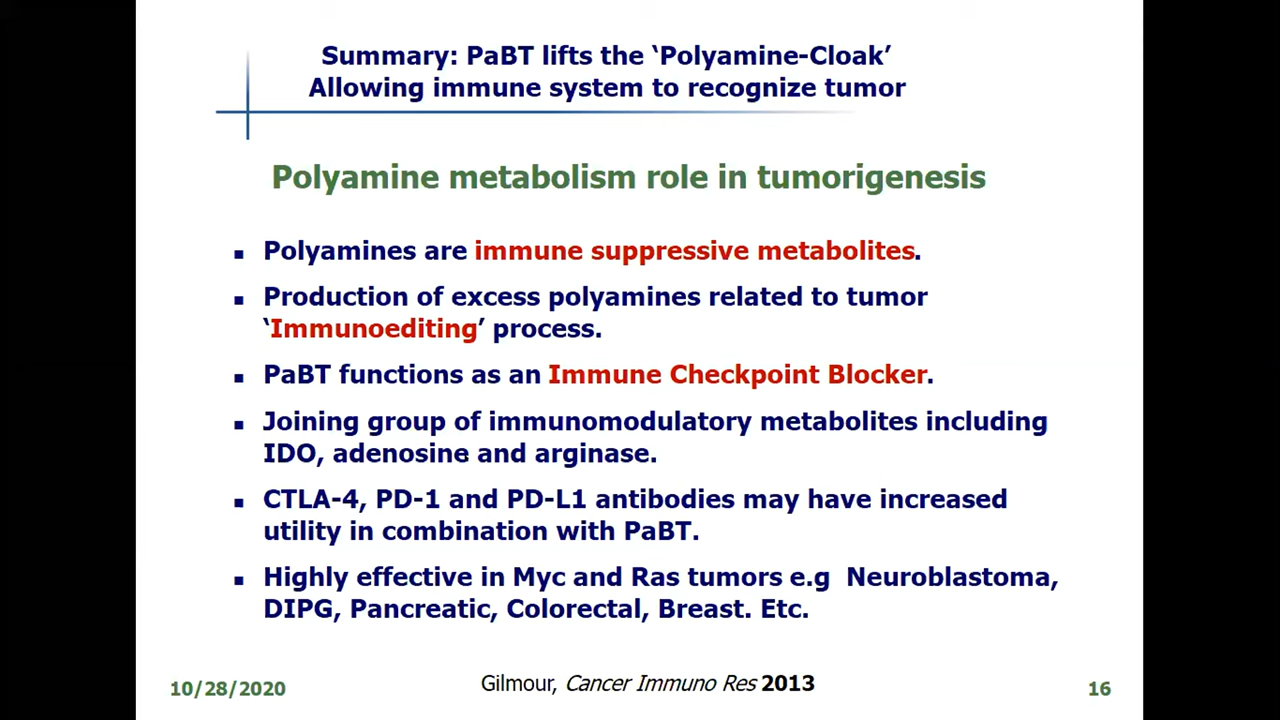 Summary: PaBT lifts the ‘Polyamine-Cloak’
Allowing immune system to recognize tumor
Polyamine metabolism role in tumorigenesis
▪ Polyamines are immune suppressive metabolites.
▪ Production of excess polyamines related to tumor
‘Immunoediting’ process.
▪ PaBT functions as an Immune Checkpoint Blocker.
▪ Joining group of immunomodulatory metabolites including
IDO, adenosine and arginase.
▪ CTLA-4, PD-1 and PD-L1 antibodies may have increased
utility in combination with PaBT.
▪ Highly effective in Myc and Ras tumors e.g  Neuroblastoma,
DIPG, Pancreatic, Colorectal, Breast. Etc.
10/28/2020
Gilmour, Cancer Immuno Res 2013
16